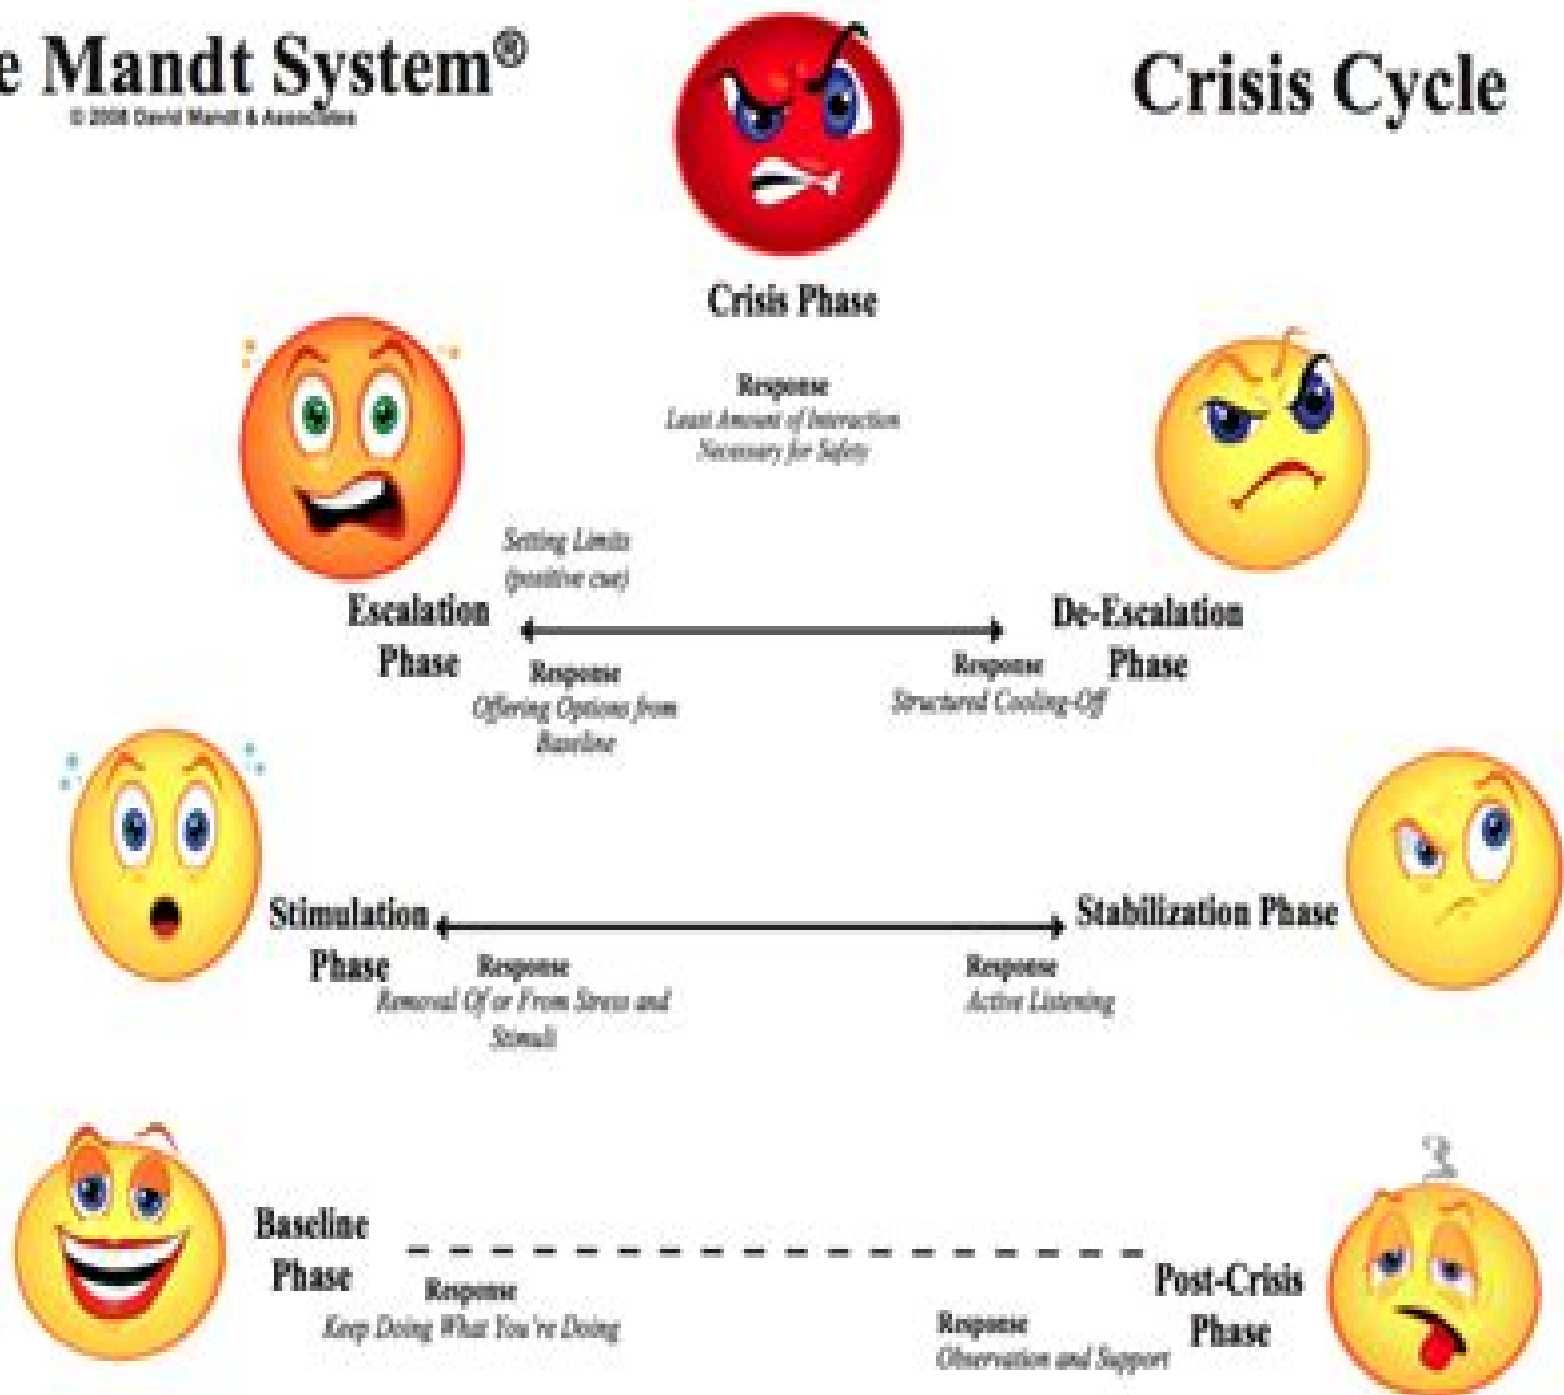 e Mandt System®
© 2008 David Mandt & Associates
Crisis Cycle
Crisis Phase
Response
Least Amount of Interaction
Necessary for Safety
Setting Limits
(positive cue)
Escalation
Phase
Response
Offering Options from
Baseline
De-Escalation
Phase
Response
Structured Cooling-Off
Stimulation
Phase
Response
Removal Of or From Stress and
Stimuli
Stabilization Phase
Response
Active Listening
Baseline
Phase
Response
Keep Doing What You're Doing
Post-Crisis
Phase
Response
Observation and Support